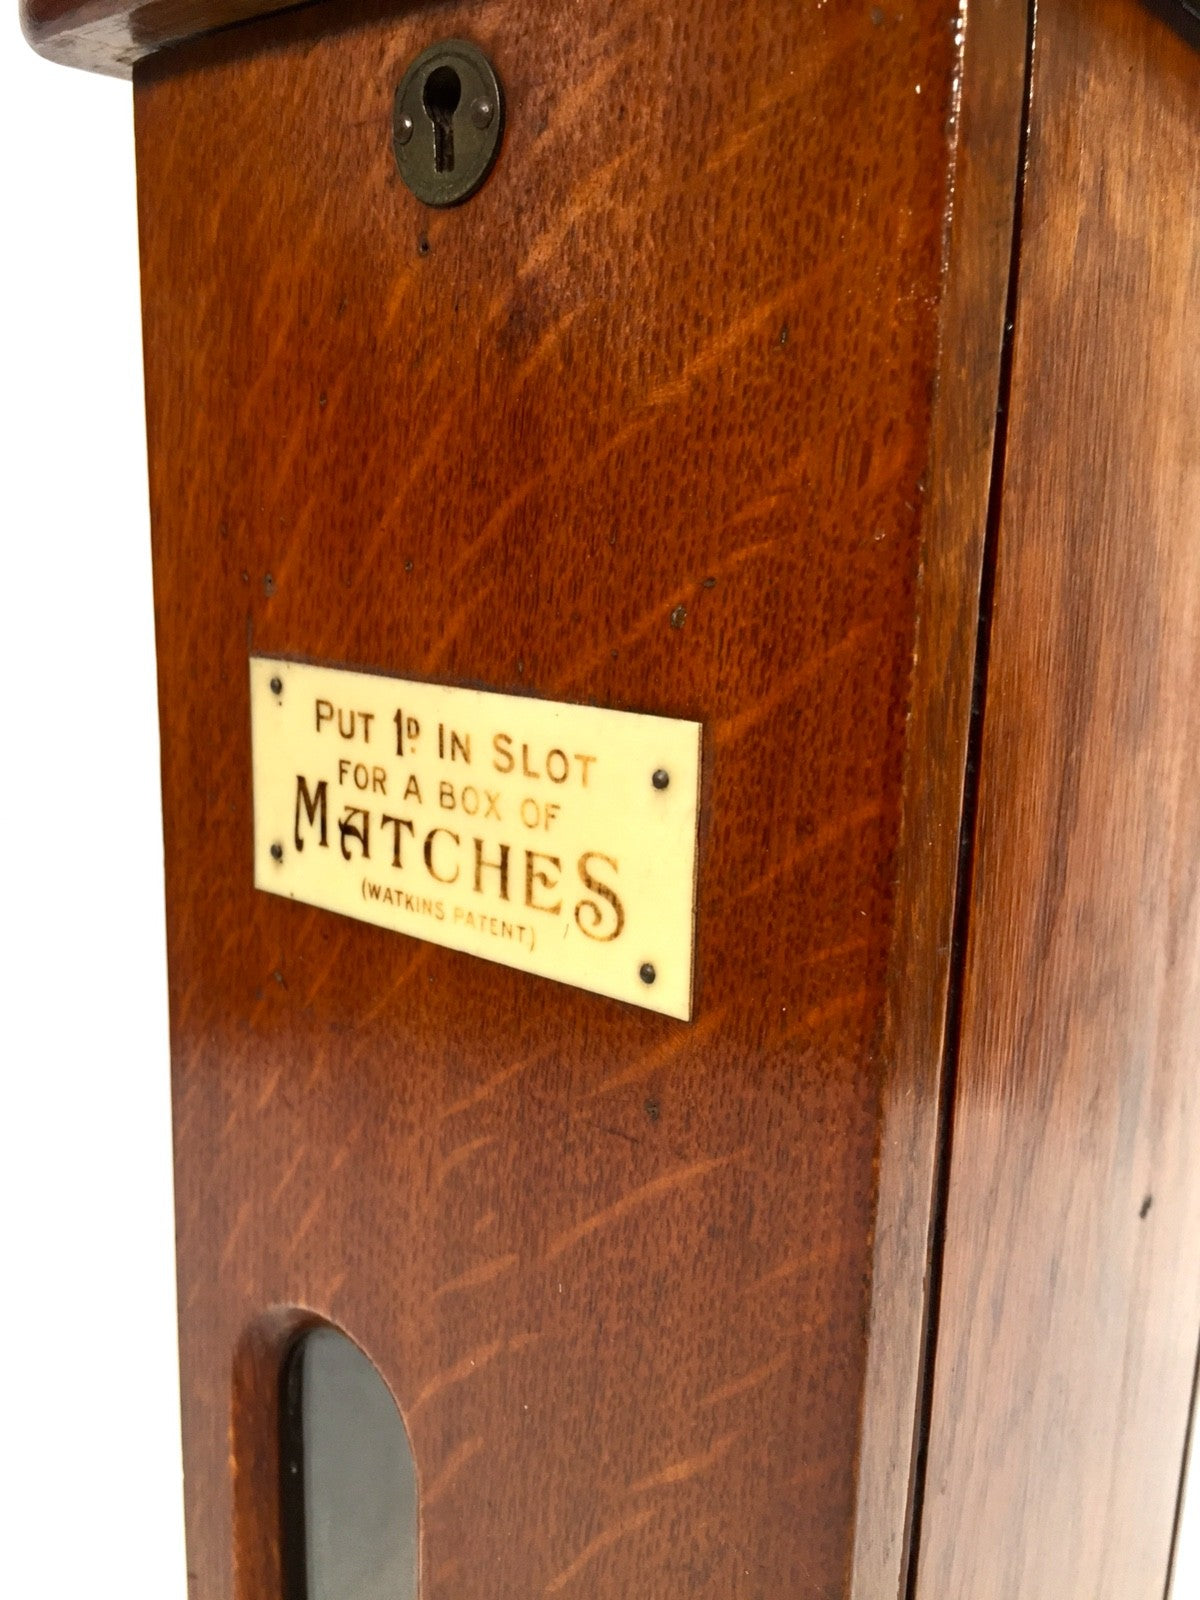 PUT 1D. IN SLOT
FOR A BOX OF
MATCHES
(WATKINS PATENT)